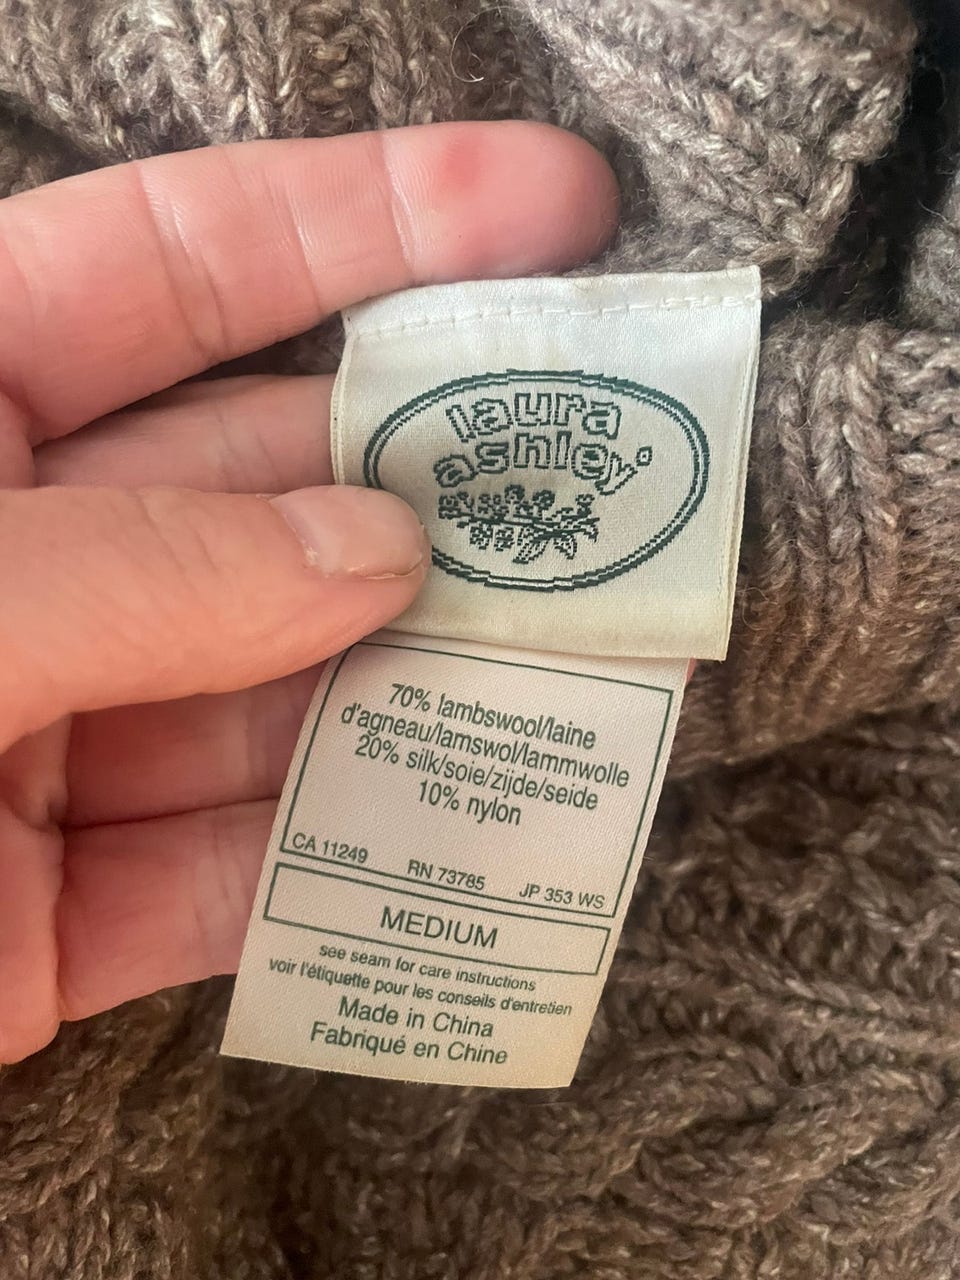 laura
ashley®
70% lambswool/laine
d'agneau/lamswol/lammwolle
20% silk/soie/zijde/seide
10% nylon
CA 11249 RN 73785 JP 353 WS
MEDIUM
see seam for care instructions
voir l'étiquette pour les conseils d'entretien
Made in China
Fabriqué en Chine